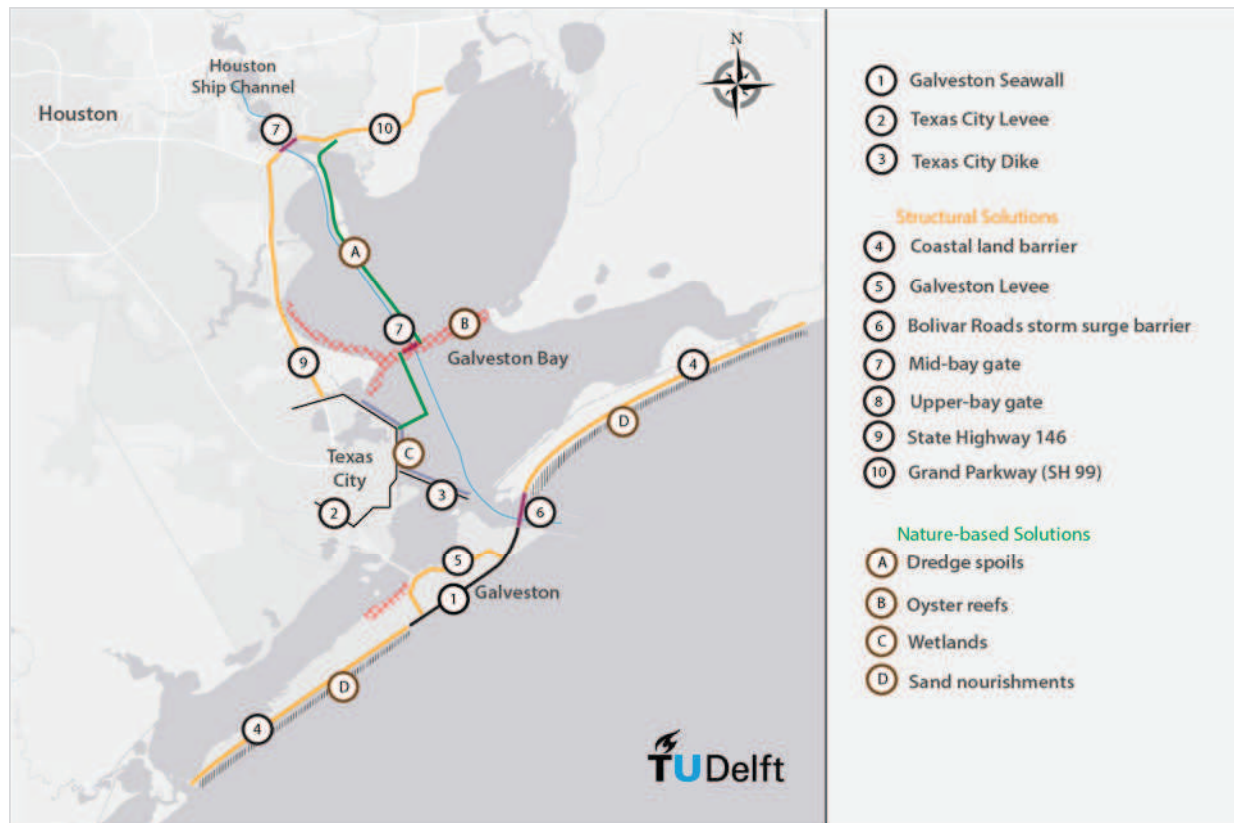 Houston
Ship Channel
Houston
N
7
10
A
7
B
Galveston Bay
9
4
D
Texas
City
C
3
2
6
5
1
Galveston
D
4
TUDelft
1 Galveston Seawall
2 Texas City Levee
3 Texas City Dike
Structural Solutions
4 Coastal land barrier
5 Galveston Levee
6 Bolivar Roads storm surge barrier
7 Mid-bay gate
8 Upper-bay gate
9 State Highway 146
10 Grand Parkway (SH 99)
Nature-based Solutions
A Dredge spoils
B Oyster reefs
C Wetlands
D Sand nourishments